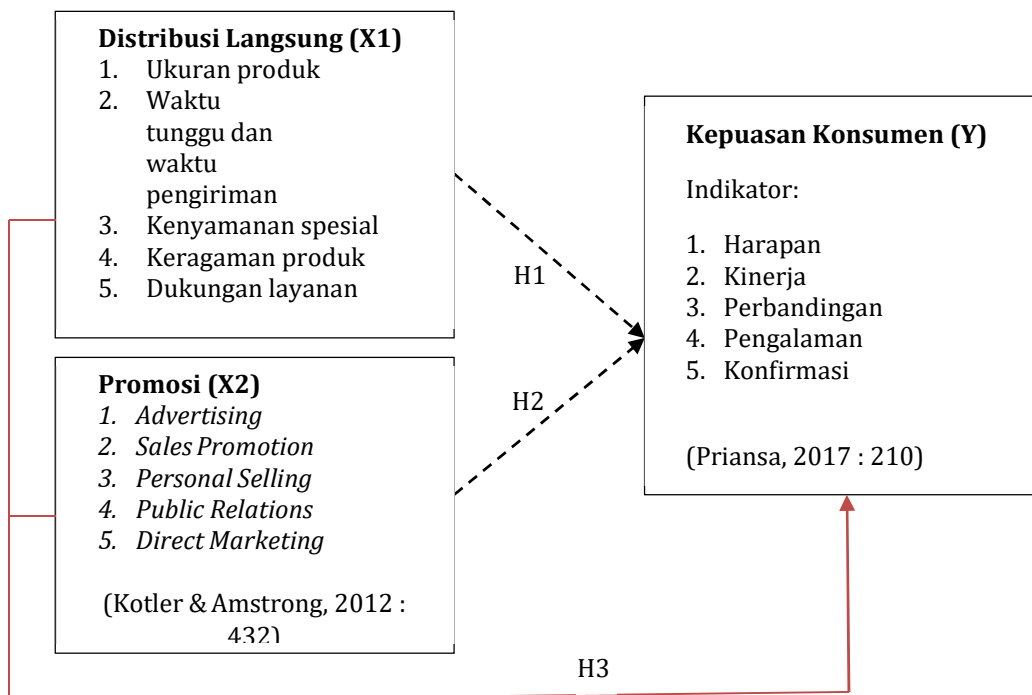 Distribusi Langsung (X1)
1. Ukuran produk
2. Waktu
tunggu dan
waktu
pengiriman
3. Kenyamanan spesial
4. Keragaman produk
5. Dukungan layanan
Promosi (X2)
1. Advertising
2. Sales Promotion
3. Personal Selling
4. Public Relations
5. Direct Marketing
(Kotler & Amstrong, 2012 :
432)
H1
H2
Kepuasan Konsumen (Y)
Indikator:
1. Harapan
2. Kinerja
3. Perbandingan
4. Pengalaman
5. Konfirmasi
(Priansa, 2017 : 210)
H3